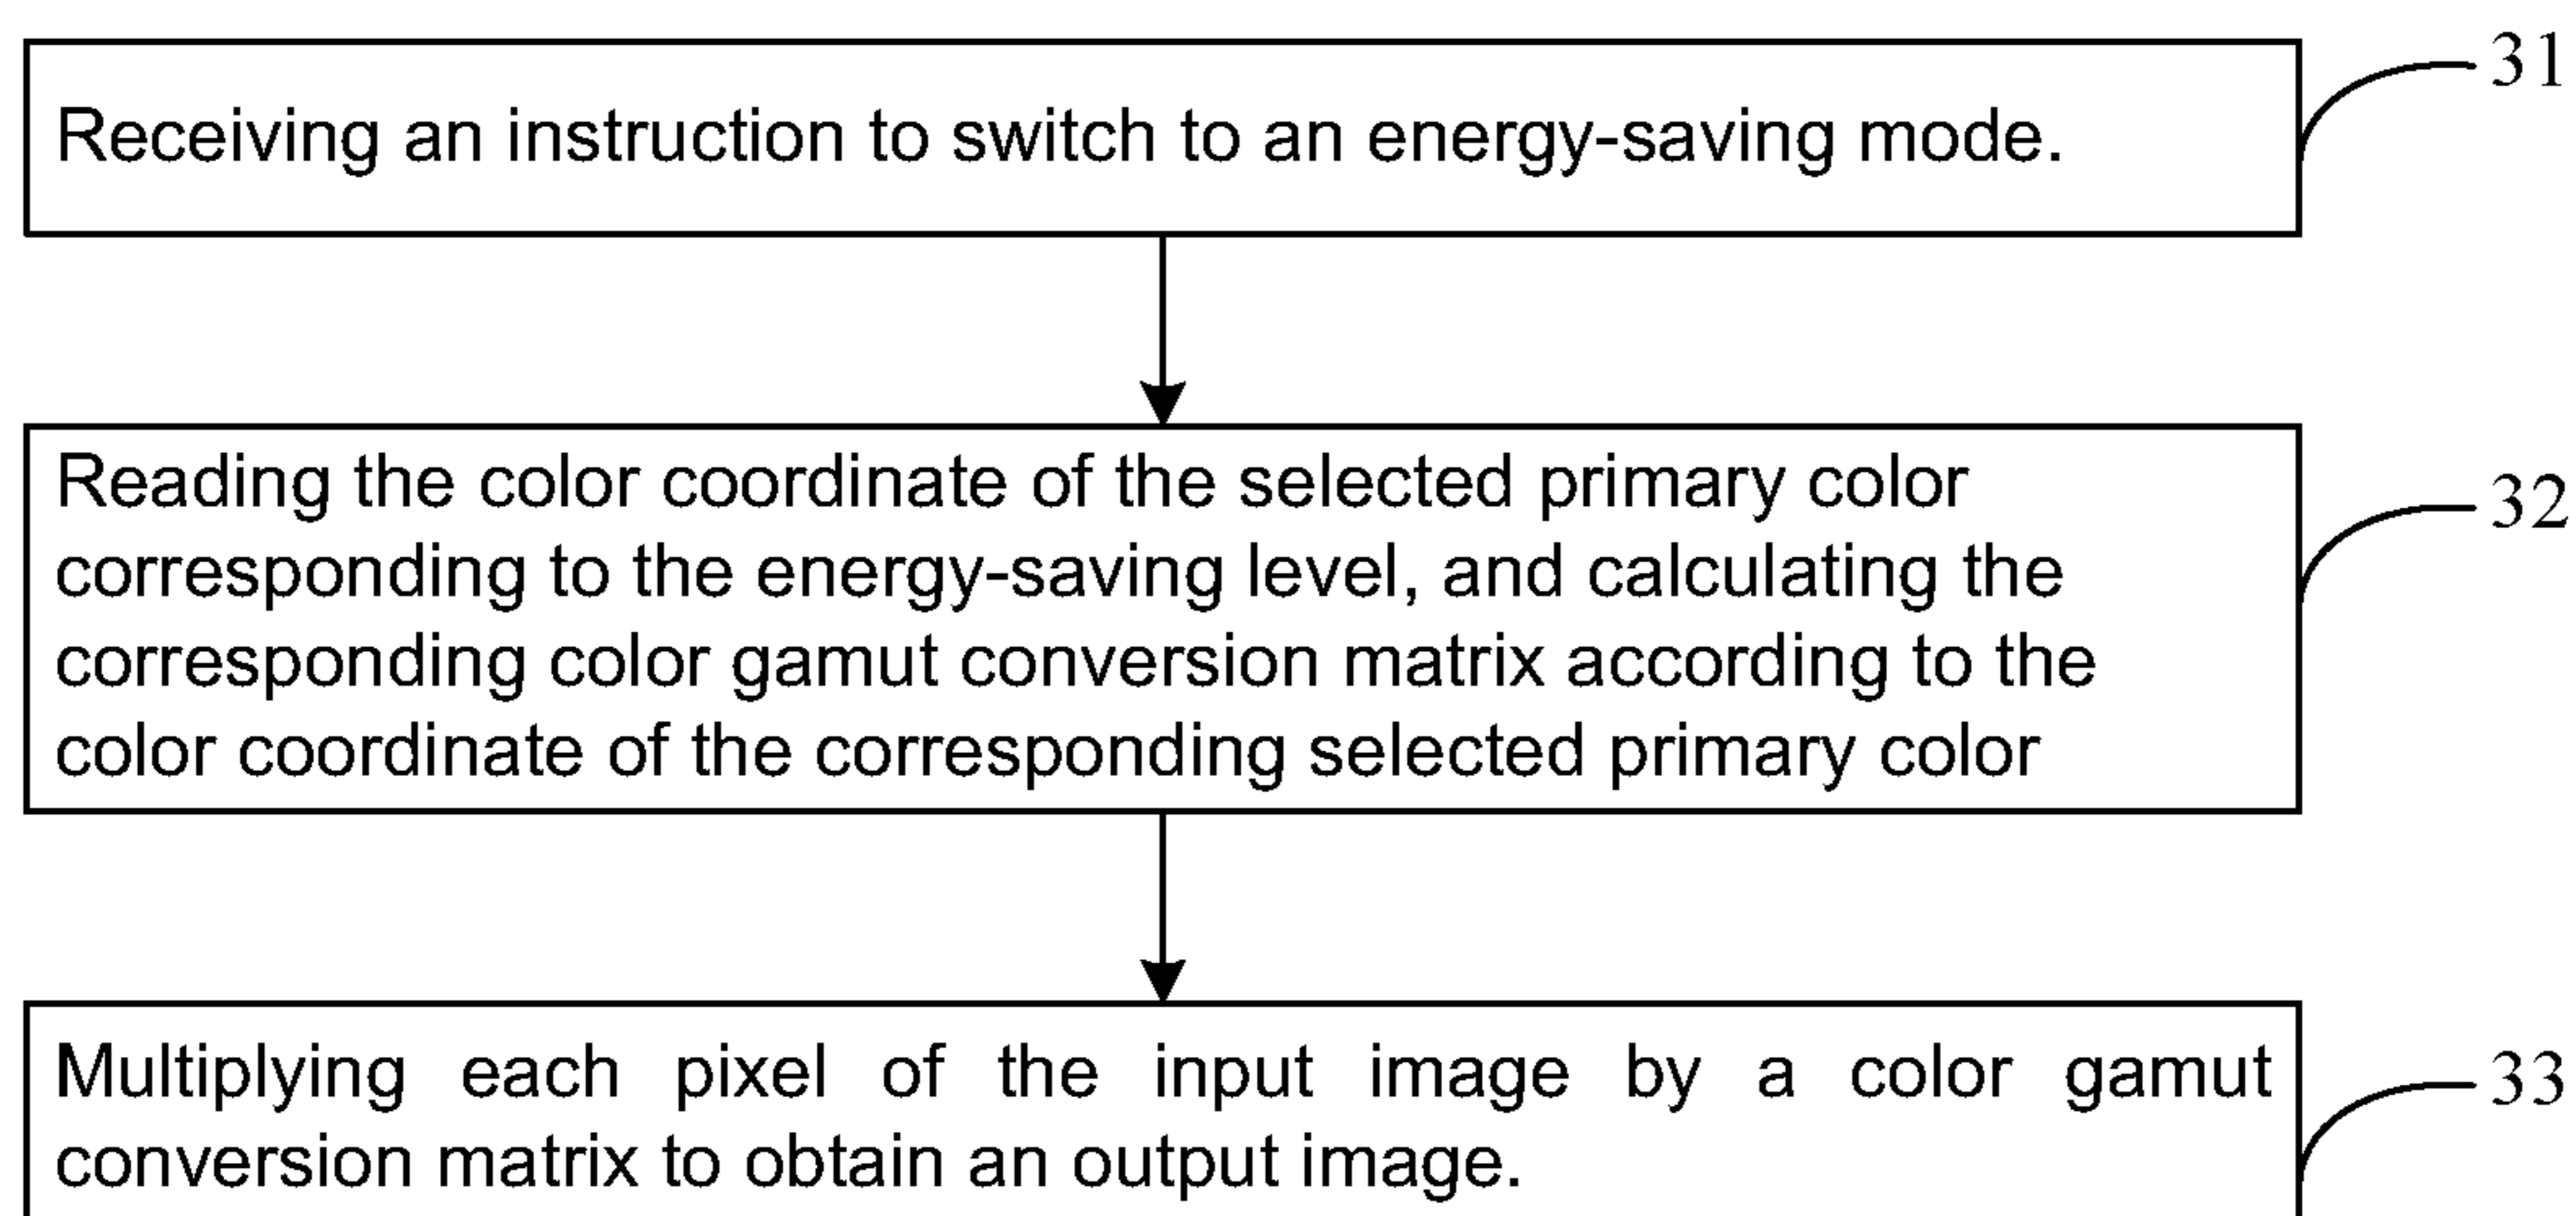 31
Receiving an instruction to switch to an energy-saving mode.
Reading the color coordinate of the selected primary color
corresponding to the energy-saving level, and calculating the
corresponding color gamut conversion matrix according to the
color coordinate of the corresponding selected primary color
32
Multiplying each pixel of the input image by a color gamut
conversion matrix to obtain an output image.
33